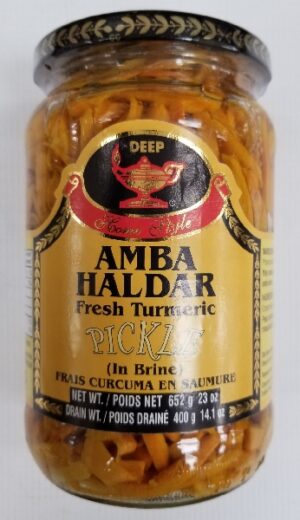 DEEP
Home Style
AMBA
HALDAR
Fresh Turmeric
PICKLE
(In Brine)
FRAIS CURCUMA EN SAUMURE
NET WT. / POIDS NET 652 g 23 oz
DRAIN WT. / POIDS DRAINÉ 400 g 14.1 oz